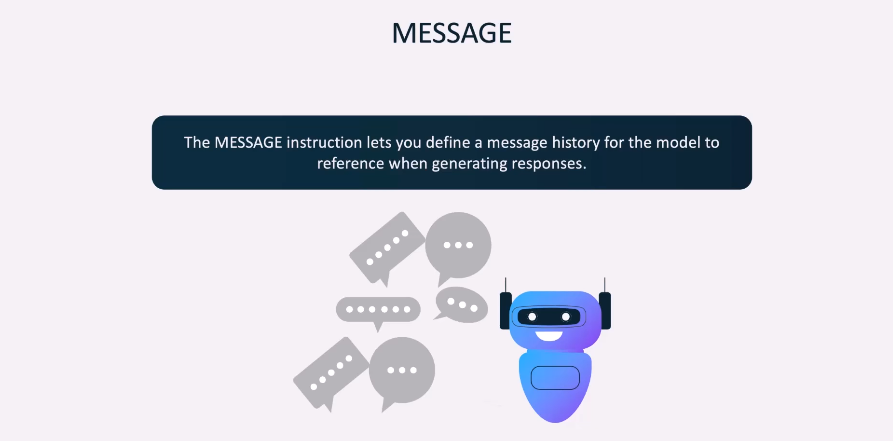 MESSAGE
The MESSAGE instruction lets you define a message history for the model to
reference when generating responses.